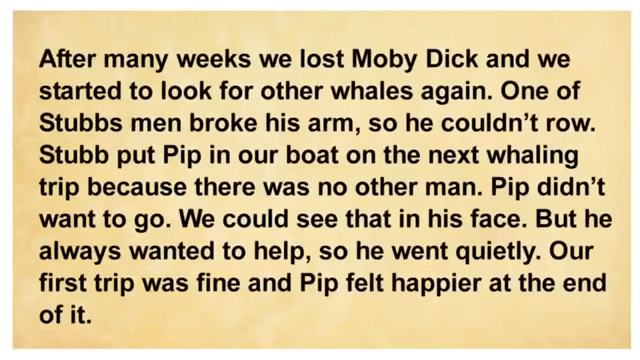 After many weeks we lost Moby Dick and we
started to look for other whales again. One of
Stubbs men broke his arm, so he couldn’t row.
Stubb put Pip in our boat on the next whaling
trip because there was no other man. Pip didn’t
want to go. We could see that in his face. But he
always wanted to help, so he went quietly. Our
first trip was fine and Pip felt happier at the end
of it.